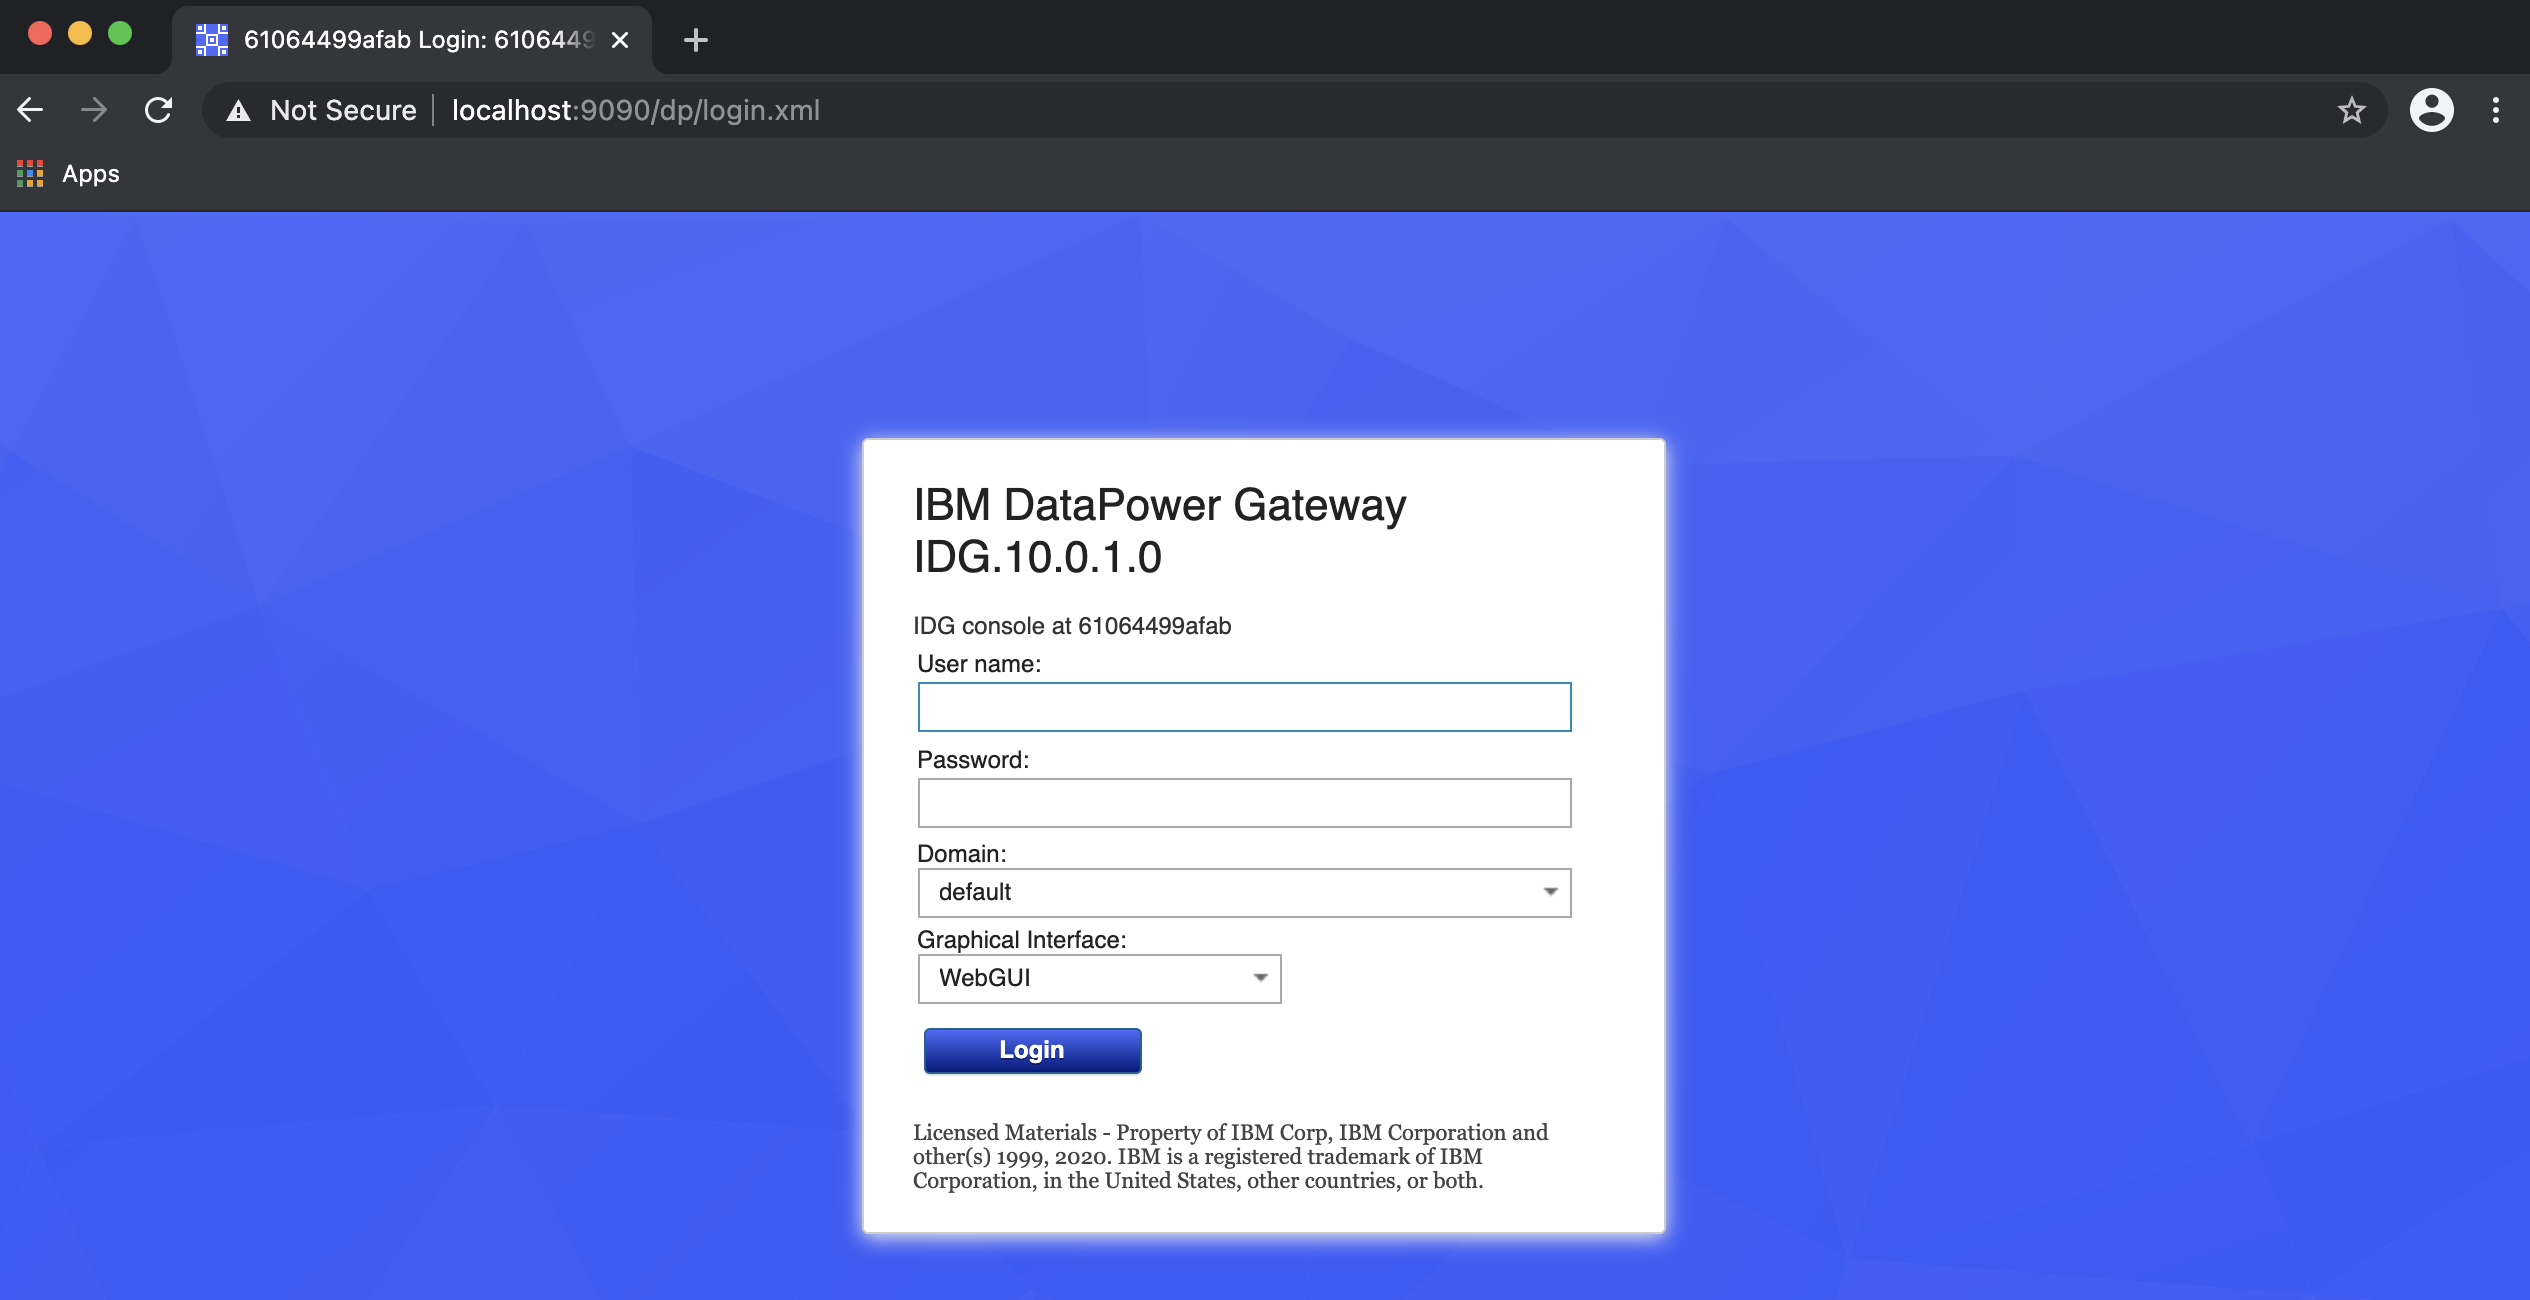 61064499afab Login: 6106449
Not Secure localhost:9090/dp/login.xml
Apps
IBM DataPower Gateway
IDG.10.0.1.0
IDG console at 61064499afab
User name:
Password:
Domain:
default
Graphical Interface:
WebGUI
Login
Licensed Materials - Property of IBM Corp, IBM Corporation and
other(s) 1999, 2020. IBM is a registered trademark of IBM
Corporation, in the United States, other countries, or both.